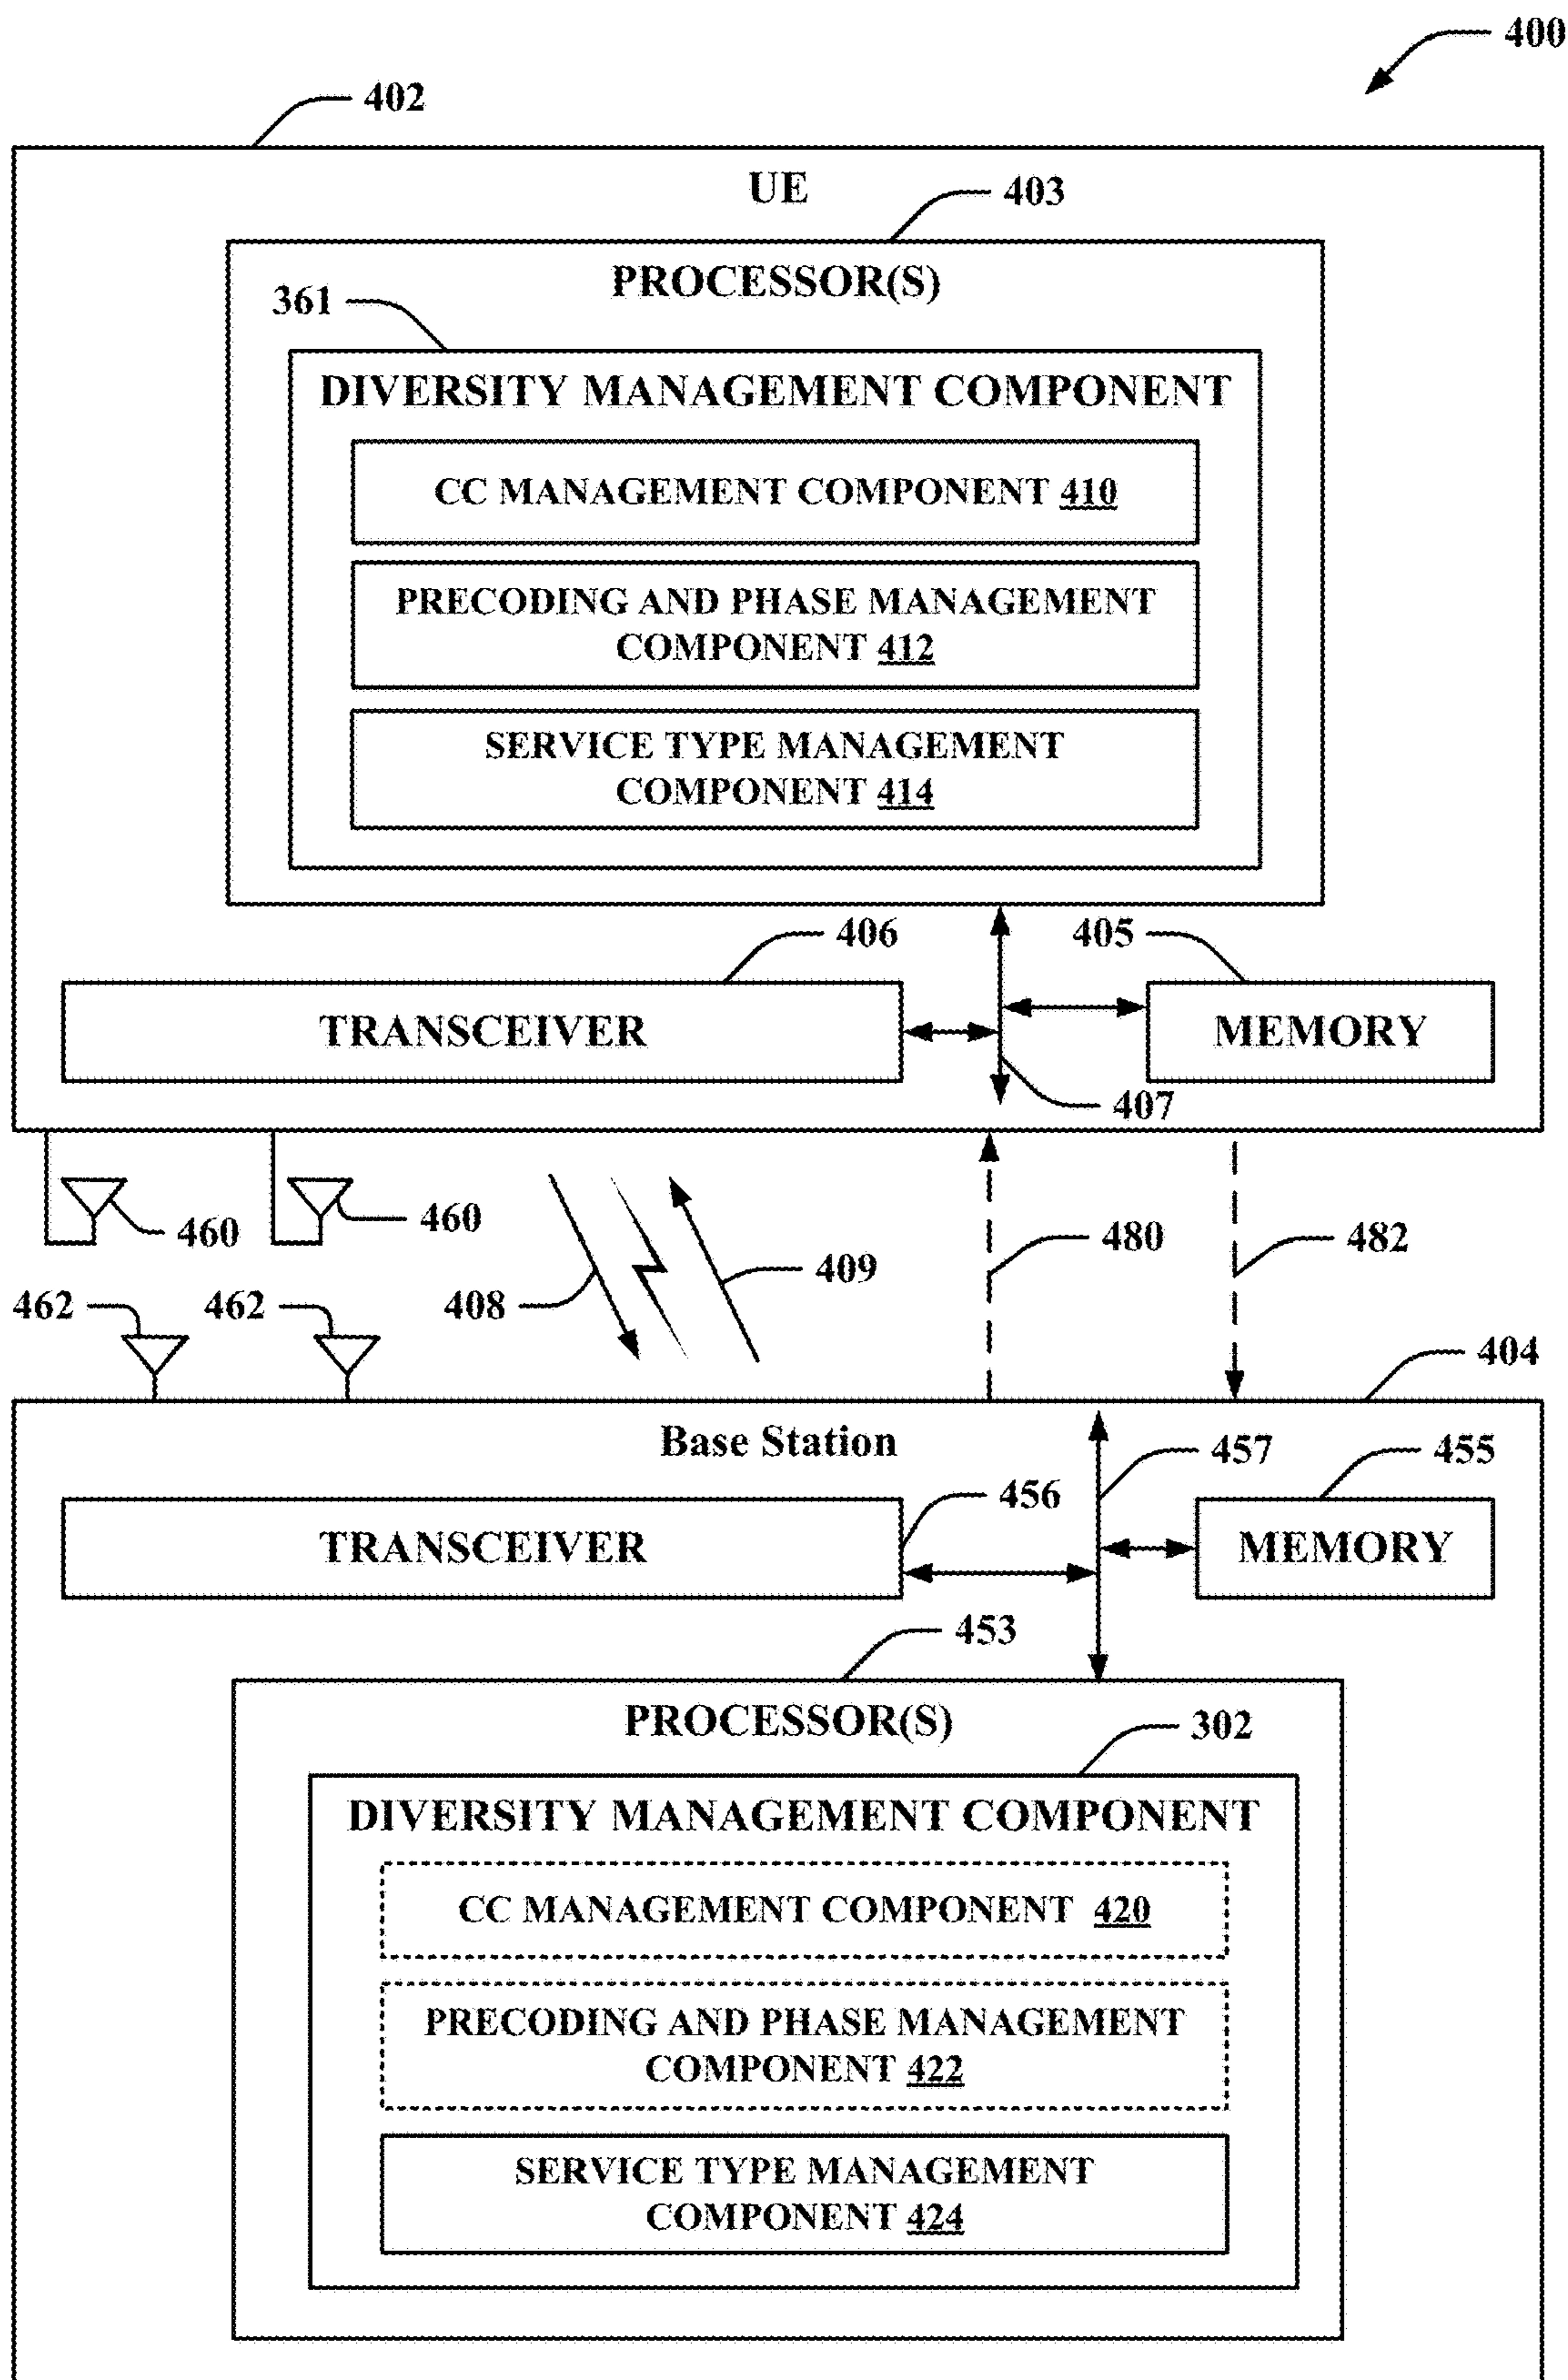 400
402
UE
403
PROCESSOR(S)
361
DIVERSITY MANAGEMENT COMPONENT
CC MANAGEMENT COMPONENT 410
PRECODING AND PHASE MANAGEMENT
COMPONENT 412
SERVICE TYPE MANAGEMENT
COMPONENT 414
406
405
TRANSCEIVER
MEMORY
407
460
460
480
482
409
408
462
462
404
Base Station
457
455
456
TRANSCEIVER
MEMORY
453
PROCESSOR(S)
302
DIVERSITY MANAGEMENT COMPONENT
CC MANAGEMENT COMPONENT 420
PRECODING AND PHASE MANAGEMENT
COMPONENT 422
SERVICE TYPE MANAGEMENT
COMPONENT 424